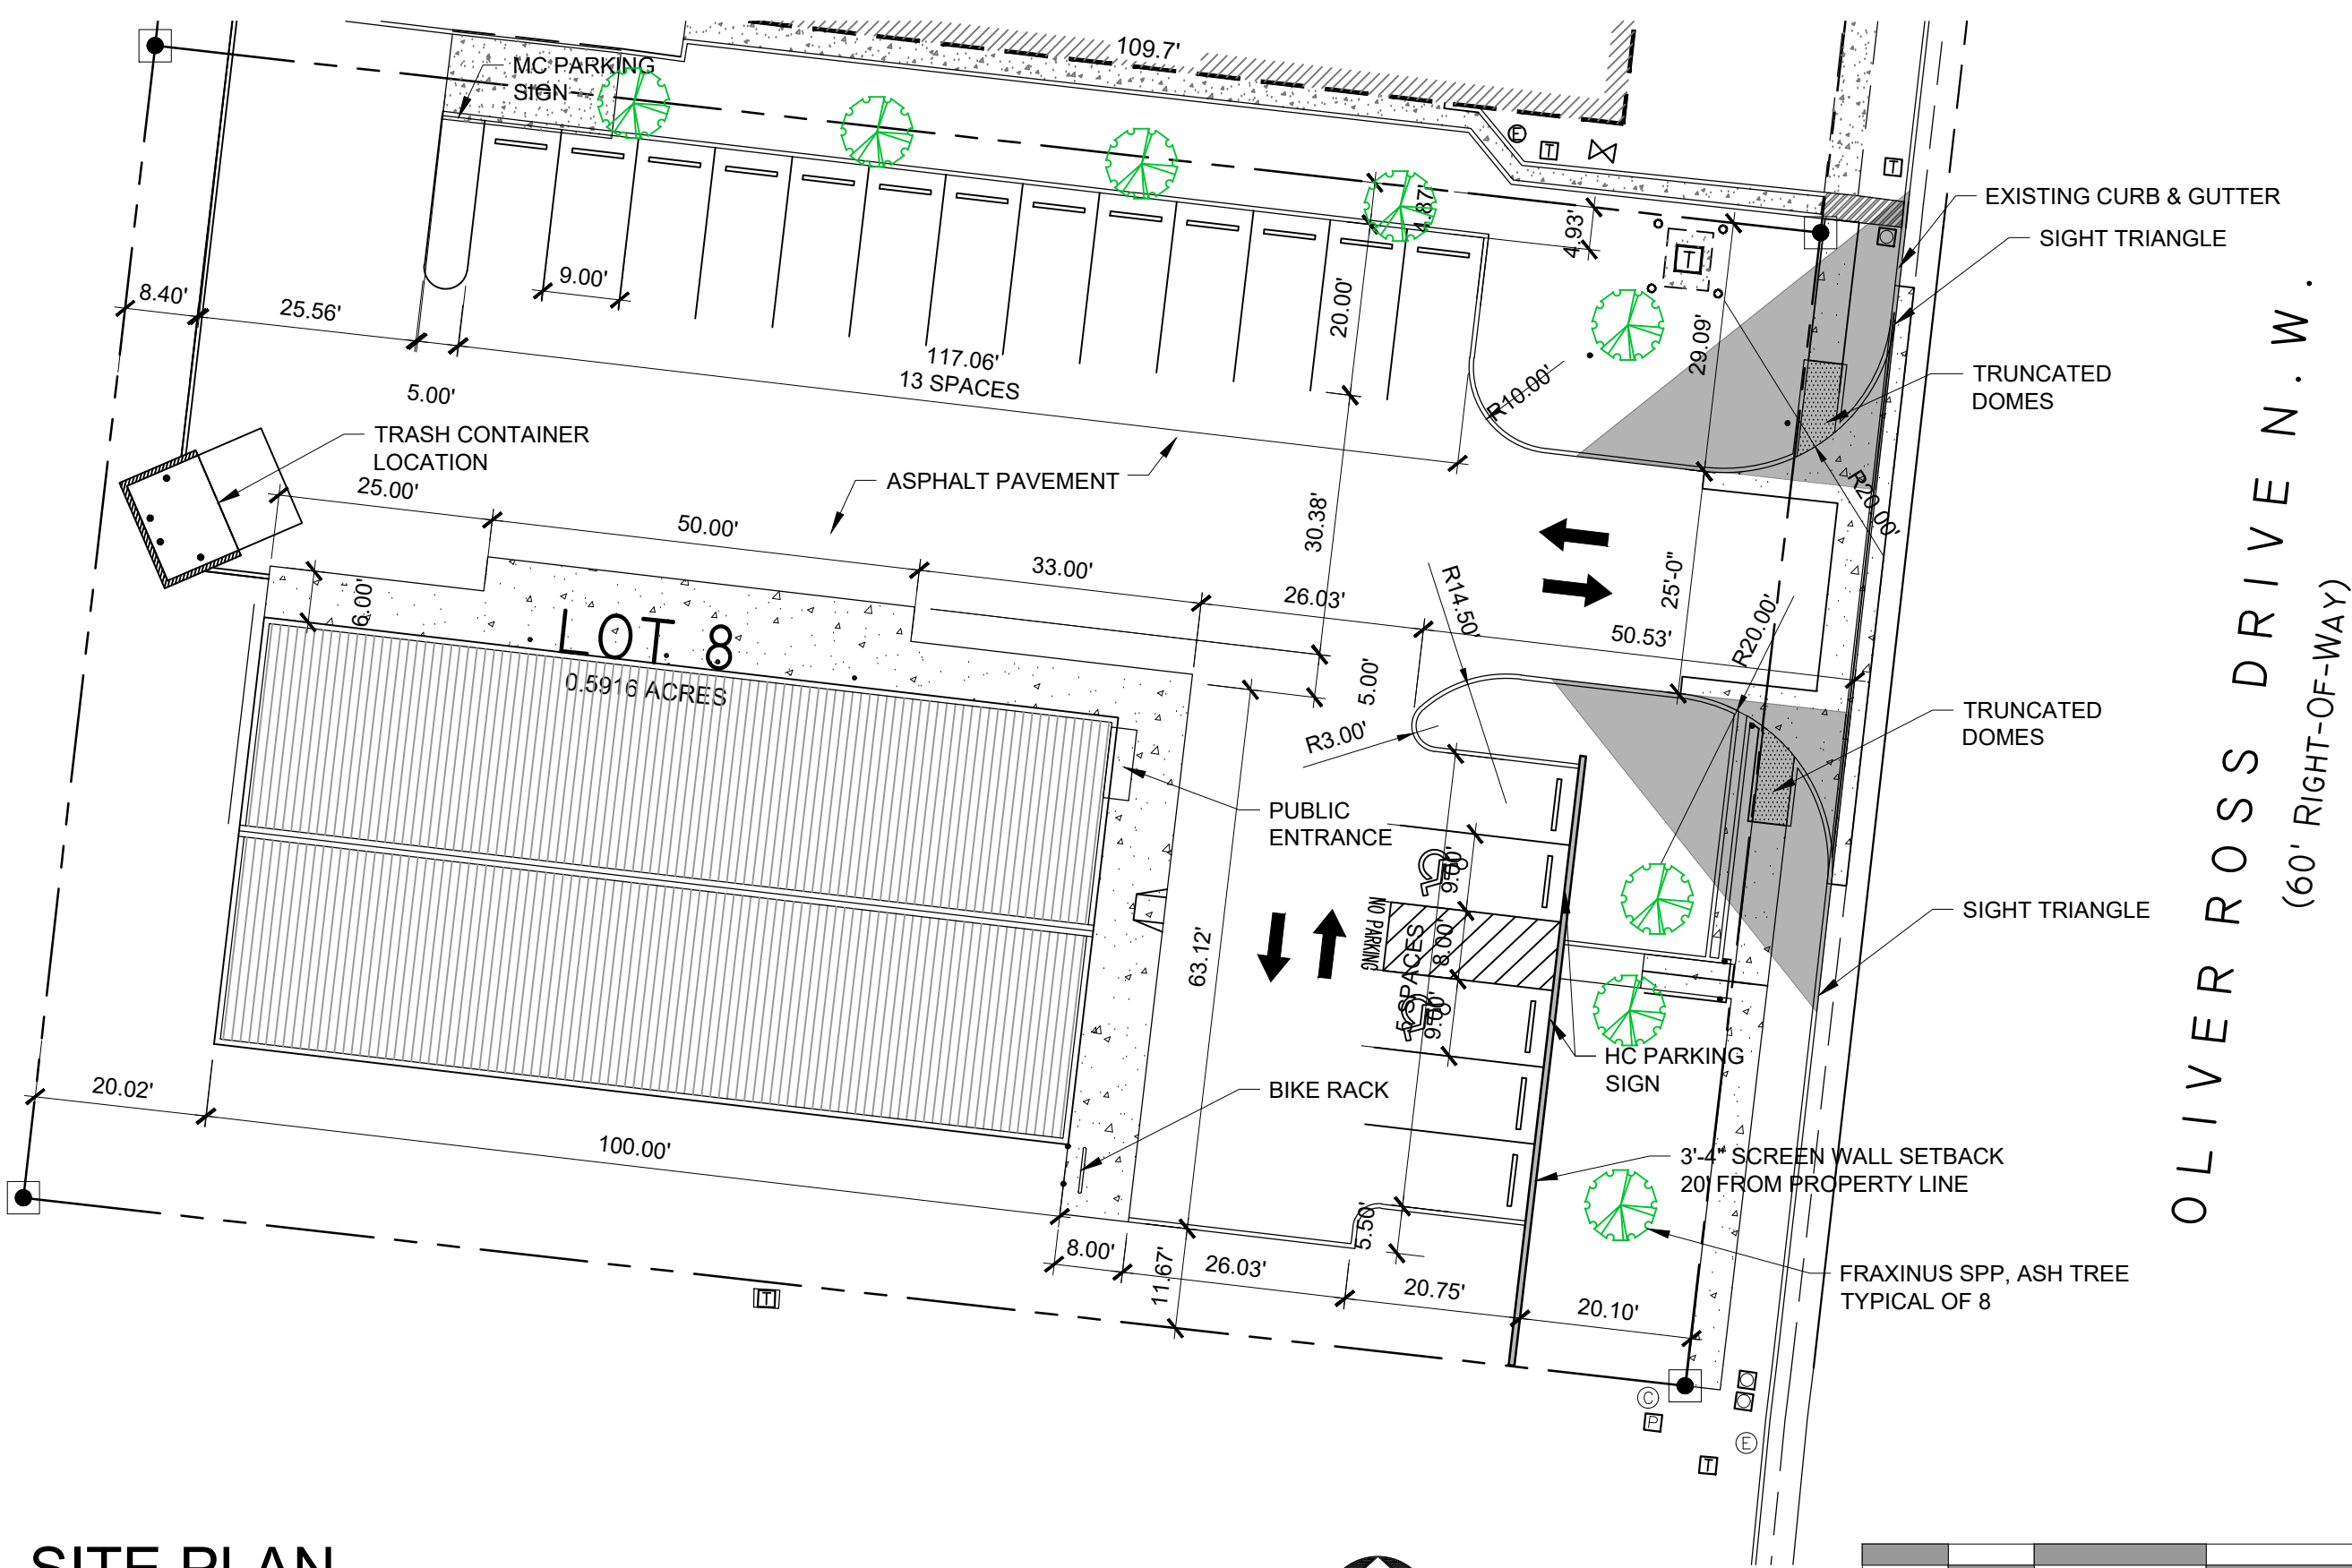 109.7'
MC PARKING
SIGN
E
T
T
EXISTING CURB & GUTTER
SIGHT TRIANGLE
4.93'
T
8.40'
25.56'
9.00'
20.00'
29.09'
117.06'
13 SPACES
5.00'
R10.00'
TRUNCATED
DOMES
TRASH CONTAINER
LOCATION
25.00'
ASPHALT PAVEMENT
50.00'
30.38'
R20.00'
33.00'
26.03'
R14.50'
25'-0"
50.53'
R20.00'
6.00'
LOT 8
0.5916 ACRES
5.00'
R3.00'
TRUNCATED
DOMES
PUBLIC
ENTRANCE
9.00'
NO PARKING
8.00'
5 SPACES
9.00'
63.12'
SIGHT TRIANGLE
OLIVER ROSS DRIVE N.W.
(60' RIGHT-OF-WAY)
HC PARKING
SIGN
BIKE RACK
20.02'
100.00'
3'-4" SCREEN WALL SETBACK
20' FROM PROPERTY LINE
5.50'
8.00'
11.67'
26.03'
20.75'
20.10'
FRAXINUS SPP, ASH TREE
TYPICAL OF 8
T
C
P
E
T
SITE PLAN